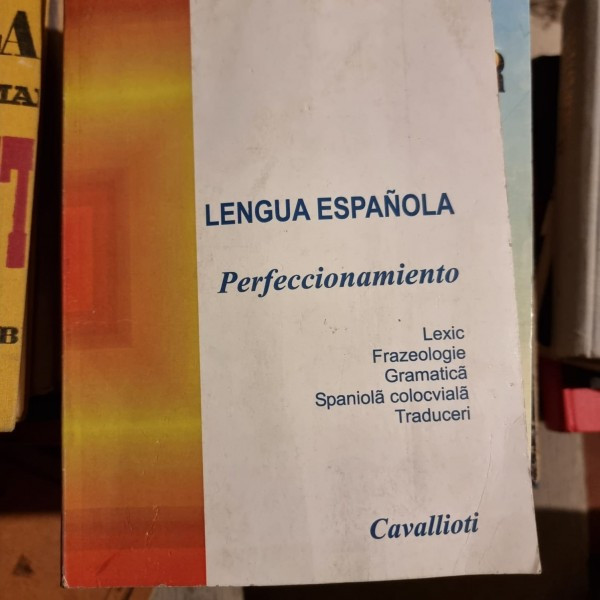 LENGUA ESPAÑOLA
Perfeccionamiento
Lexic
Frazeologie
Gramatică
Spaniolă colocvială
Traduceri
Cavallioti